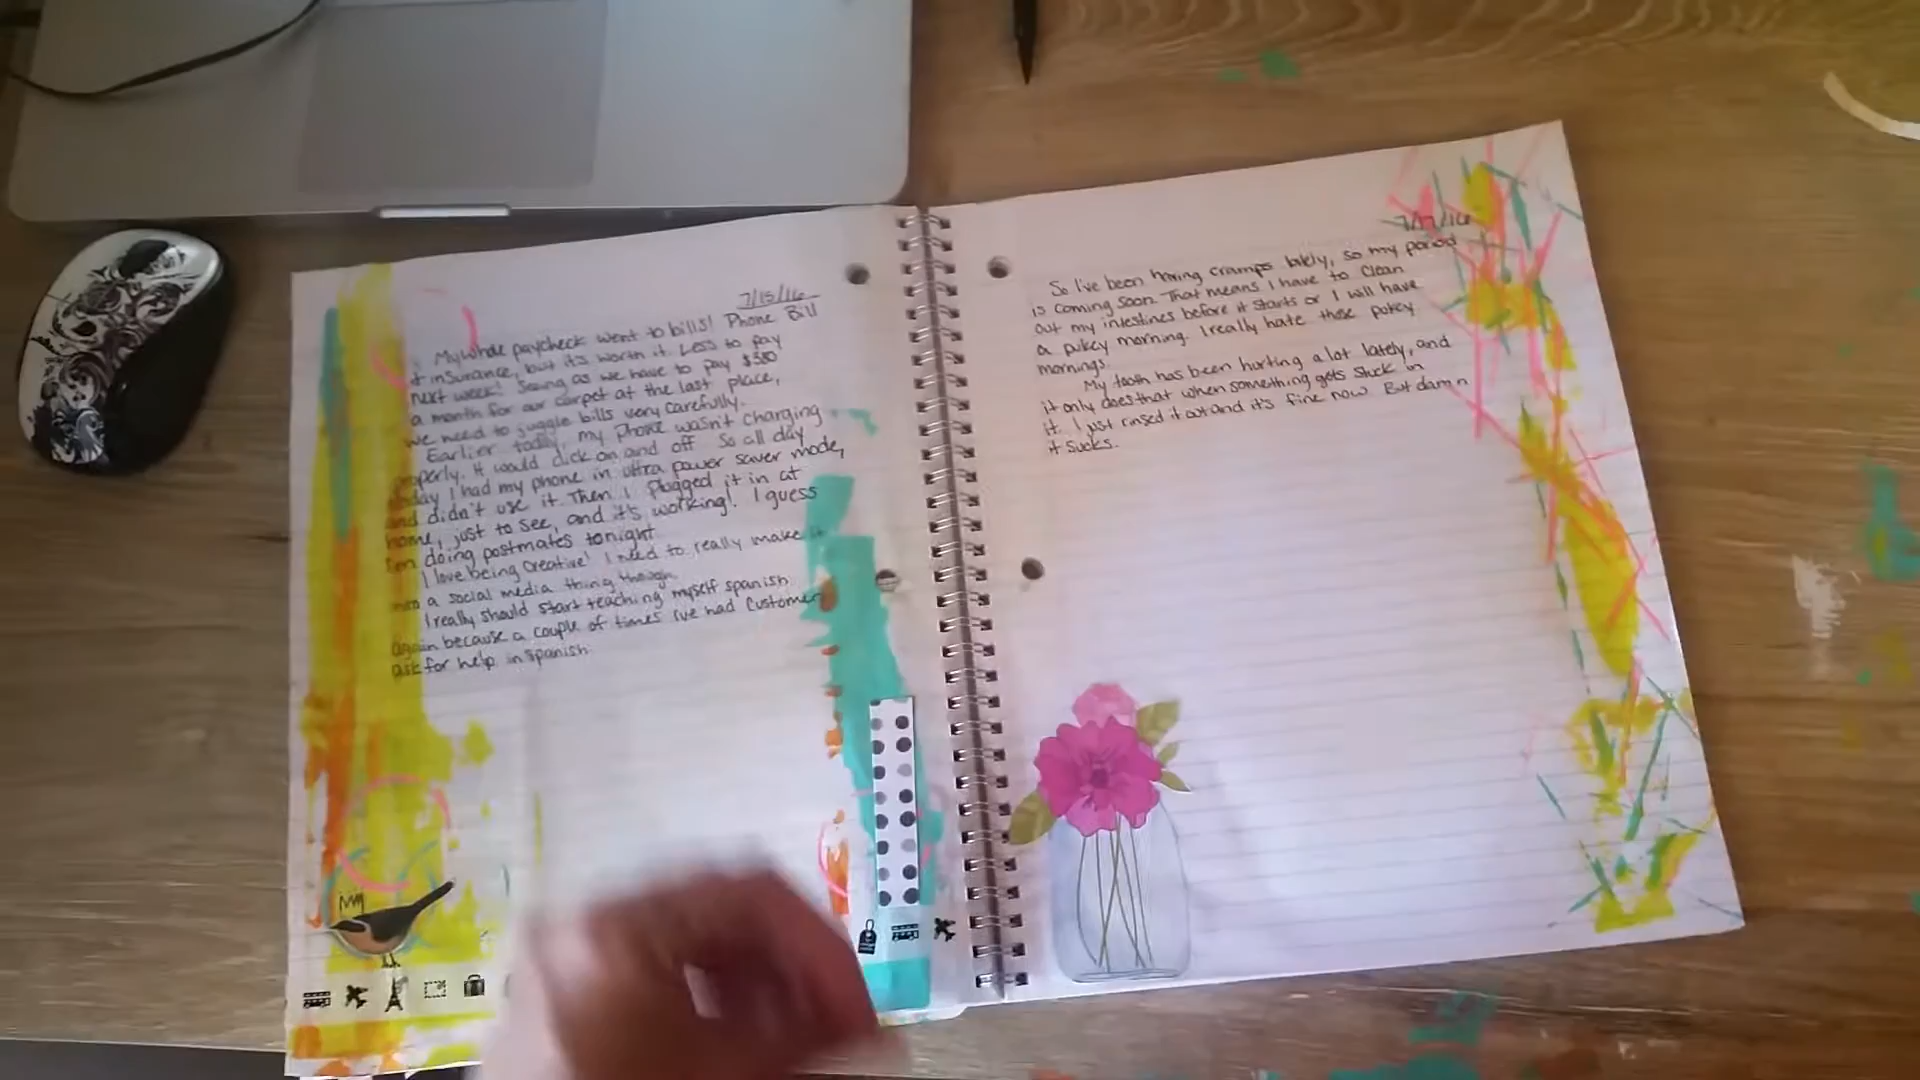 7/15/16
My whole paycheck went to bills! Phone Bill
+ insurance, but it's worth it. Less to pay
next week! Seeing as we have to pay $380
a month for our carpet at the last place,
we need to juggle bills very carefully.
Earlier today, my phone wasn't charging
properly. It would click on and off. So all day
today I had my phone in ultra power saver mode,
and didn't use it. Then I plugged it in at
home, just to see, and it's working! I guess
I'm doing postmates tonight
I love being creative! I need to really make it
into a social media thing though
I really should start teaching myself spanish
again because a couple of times I've had customers
ask for help in spanish
7/17/16
So I've been having cramps lately, so my period
is coming soon. That means I have to clean
out my intestines before it starts or I will have
a pukey morning. I really hate these pukey
mornings.
My tooth has been hurting a lot lately, and
it only does that when something gets stuck in
it. I just rinsed it out and it's fine now. But damn
it sucks.